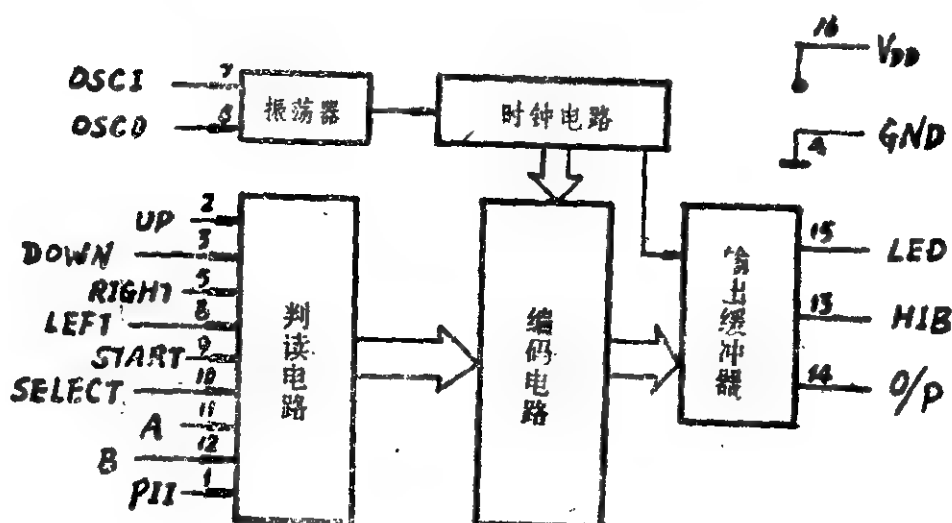 16 VDD
OSCI 7
振荡器
时钟电路
OSCO 6
4 GND
UP 2
DOWN 3
RIGHT 5
LEFT 8
START 9
SELECT 10
A 11
B 12
PII 1
判读电路
编码电路
输出缓冲器
15 LED
13 HIB
14 O/P